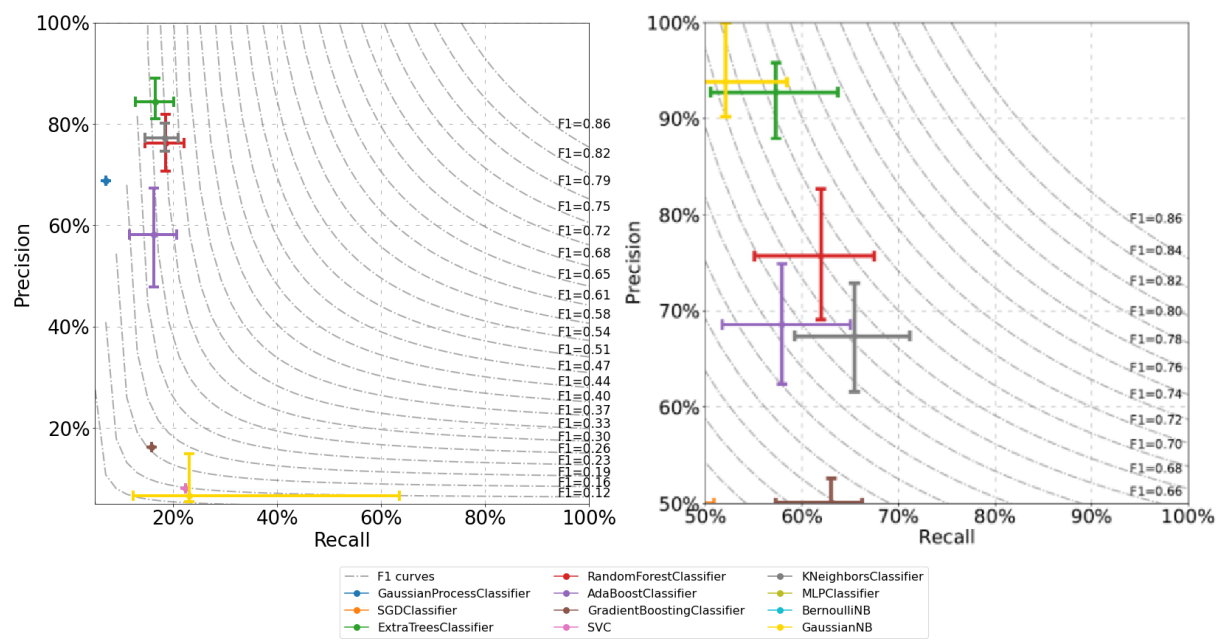 100%
80%
60%
40%
20%
Precision
F1=0.86
F1=0.82
F1=0.79
F1=0.75
F1=0.72
F1=0.68
F1=0.65
F1=0.61
F1=0.58
F1=0.54
F1=0.51
F1=0.47
F1=0.44
F1=0.40
F1=0.37
F1=0.33
F1=0.30
F1=0.26
F1=0.23
F1=0.19
F1=0.16
F1=0.12
20% 40% 60% 80% 100%
Recall
100%
90%
80%
70%
60%
50%
Precision
F1=0.86
F1=0.84
F1=0.82
F1=0.80
F1=0.78
F1=0.76
F1=0.74
F1=0.72
F1=0.70
F1=0.68
F1=0.66
50% 60% 70% 80% 90% 100%
Recall
F1 curves
GaussianProcessClassifier
SGDClassifier
ExtraTreesClassifier
RandomForestClassifier
AdaBoostClassifier
GradientBoostingClassifier
SVC
KNeighborsClassifier
MLPClassifier
BernoulliNB
GaussianNB